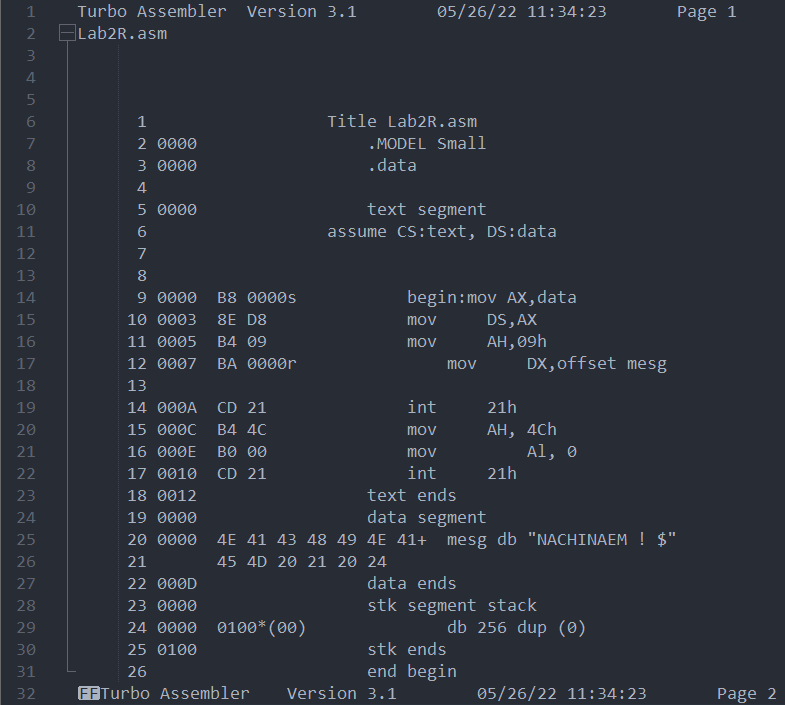 1 Turbo Assembler Version 3.1 05/26/22 11:34:23 Page 1
2 Lab2R.asm
3
4
5
6 1 Title Lab2R.asm
7 2 0000 .MODEL Small
8 3 0000 .data
9 4
10 5 0000 text segment
11 6 assume CS:text, DS:data
12 7
13 8
14 9 0000 B8 0000s begin:mov AX,data
15 10 0003 8E D8 mov DS,AX
16 11 0005 B4 09 mov AH,09h
17 12 0007 BA 0000r mov DX,offset mesg
18 13
19 14 000A CD 21 int 21h
20 15 000C B4 4C mov AH, 4Ch
21 16 000E B0 00 mov Al, 0
22 17 0010 CD 21 int 21h
23 18 0012 text ends
24 19 0000 data segment
25 20 0000 4E 41 43 48 49 4E 41+ mesg db "NACHINAEM ! $"
26 21 45 4D 20 21 20 24
27 22 000D data ends
28 23 0000 stk segment stack
29 24 0000 0100*(00) db 256 dup (0)
30 25 0100 stk ends
31 26 end begin
32 FFTurbo Assembler Version 3.1 05/26/22 11:34:23 Page 2